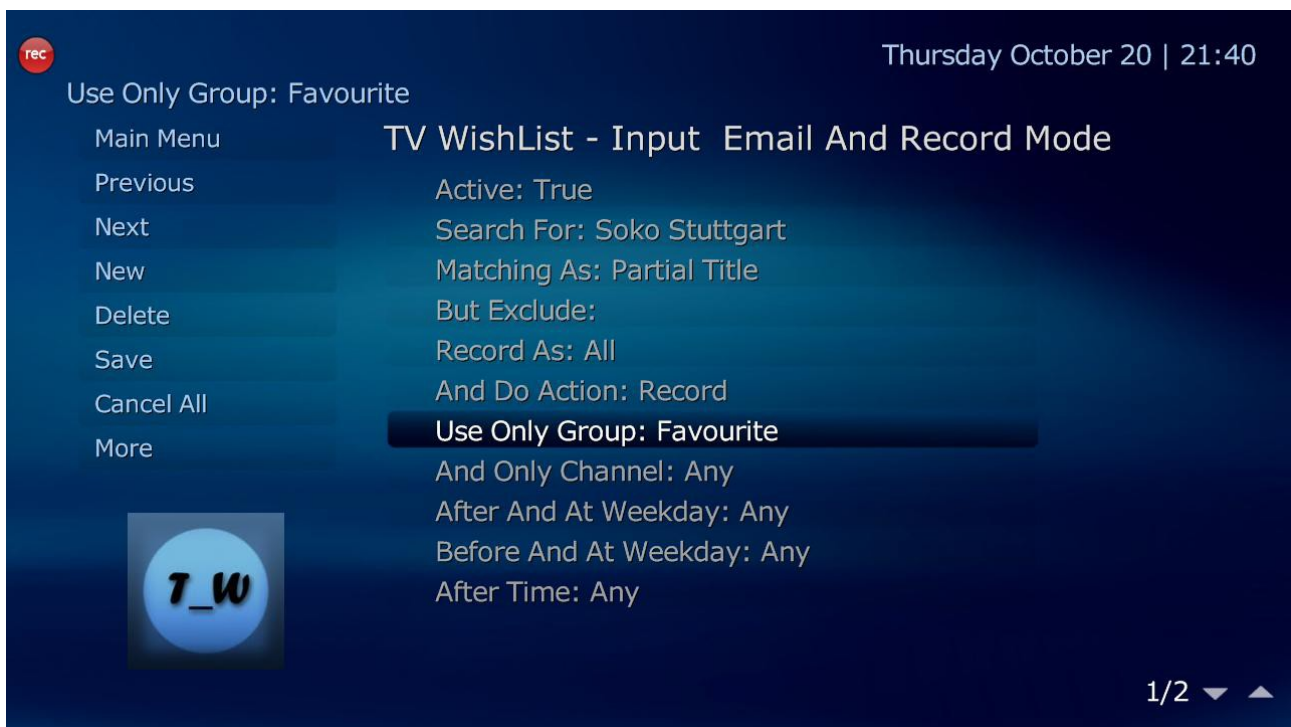 rec
Thursday October 20 | 21:40
Use Only Group: Favourite
Main Menu
Previous
Next
New
Delete
Save
Cancel All
More
T_W
TV WishList - Input Email And Record Mode
Active: True
Search For: Soko Stuttgart
Matching As: Partial Title
But Exclude:
Record As: All
And Do Action: Record
Use Only Group: Favourite
And Only Channel: Any
After And At Weekday: Any
Before And At Weekday: Any
After Time: Any
1/2